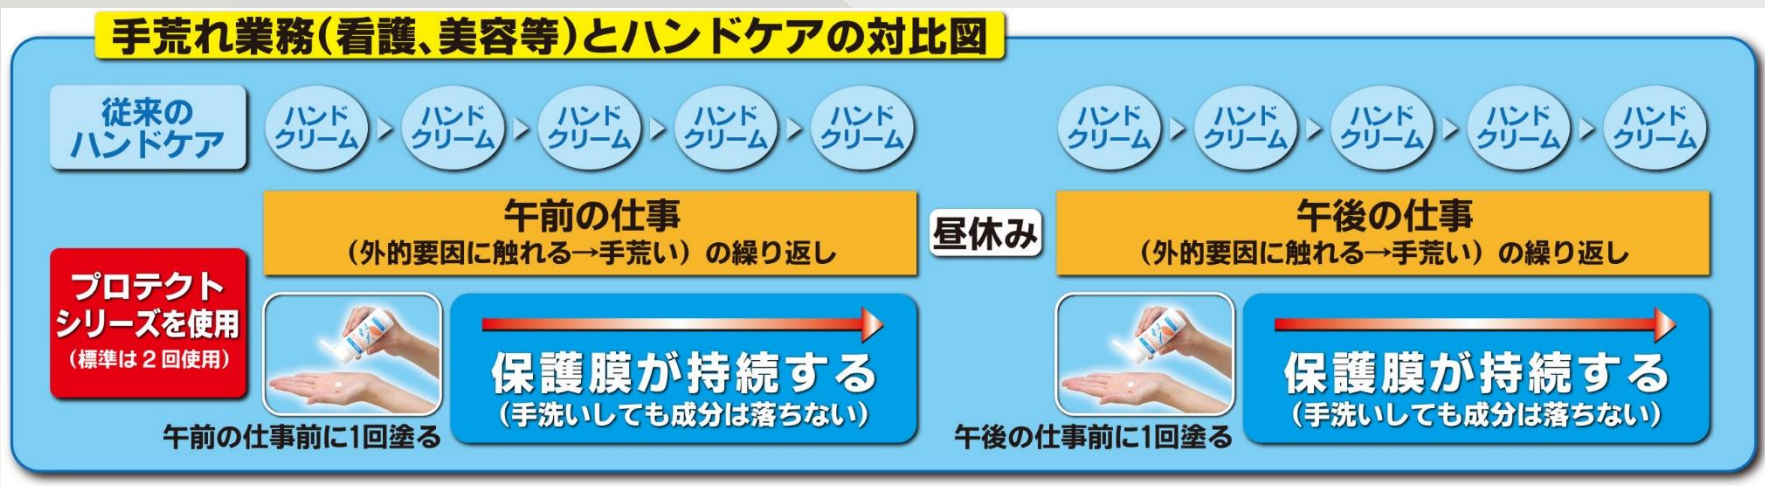 手荒れ業務(看護、美容等)とハンドケアの対比図
従来の
ハンドケア
ハンド
クリーム
ハンド
クリーム
ハンド
クリーム
ハンド
クリーム
ハンド
クリーム
ハンド
クリーム
ハンド
クリーム
ハンド
クリーム
ハンド
クリーム
ハンド
クリーム
午前の仕事
(外的要因に触れる→手荒い)の繰り返し
昼休み
午後の仕事
(外的要因に触れる→手荒い)の繰り返し
プロテクト
シリーズを使用
(標準は2回使用)
午前の仕事前に1回塗る
保護膜が持続する
(手洗いしても成分は落ちない)
午後の仕事前に1回塗る
保護膜が持続する
(手洗いしても成分は落ちない)